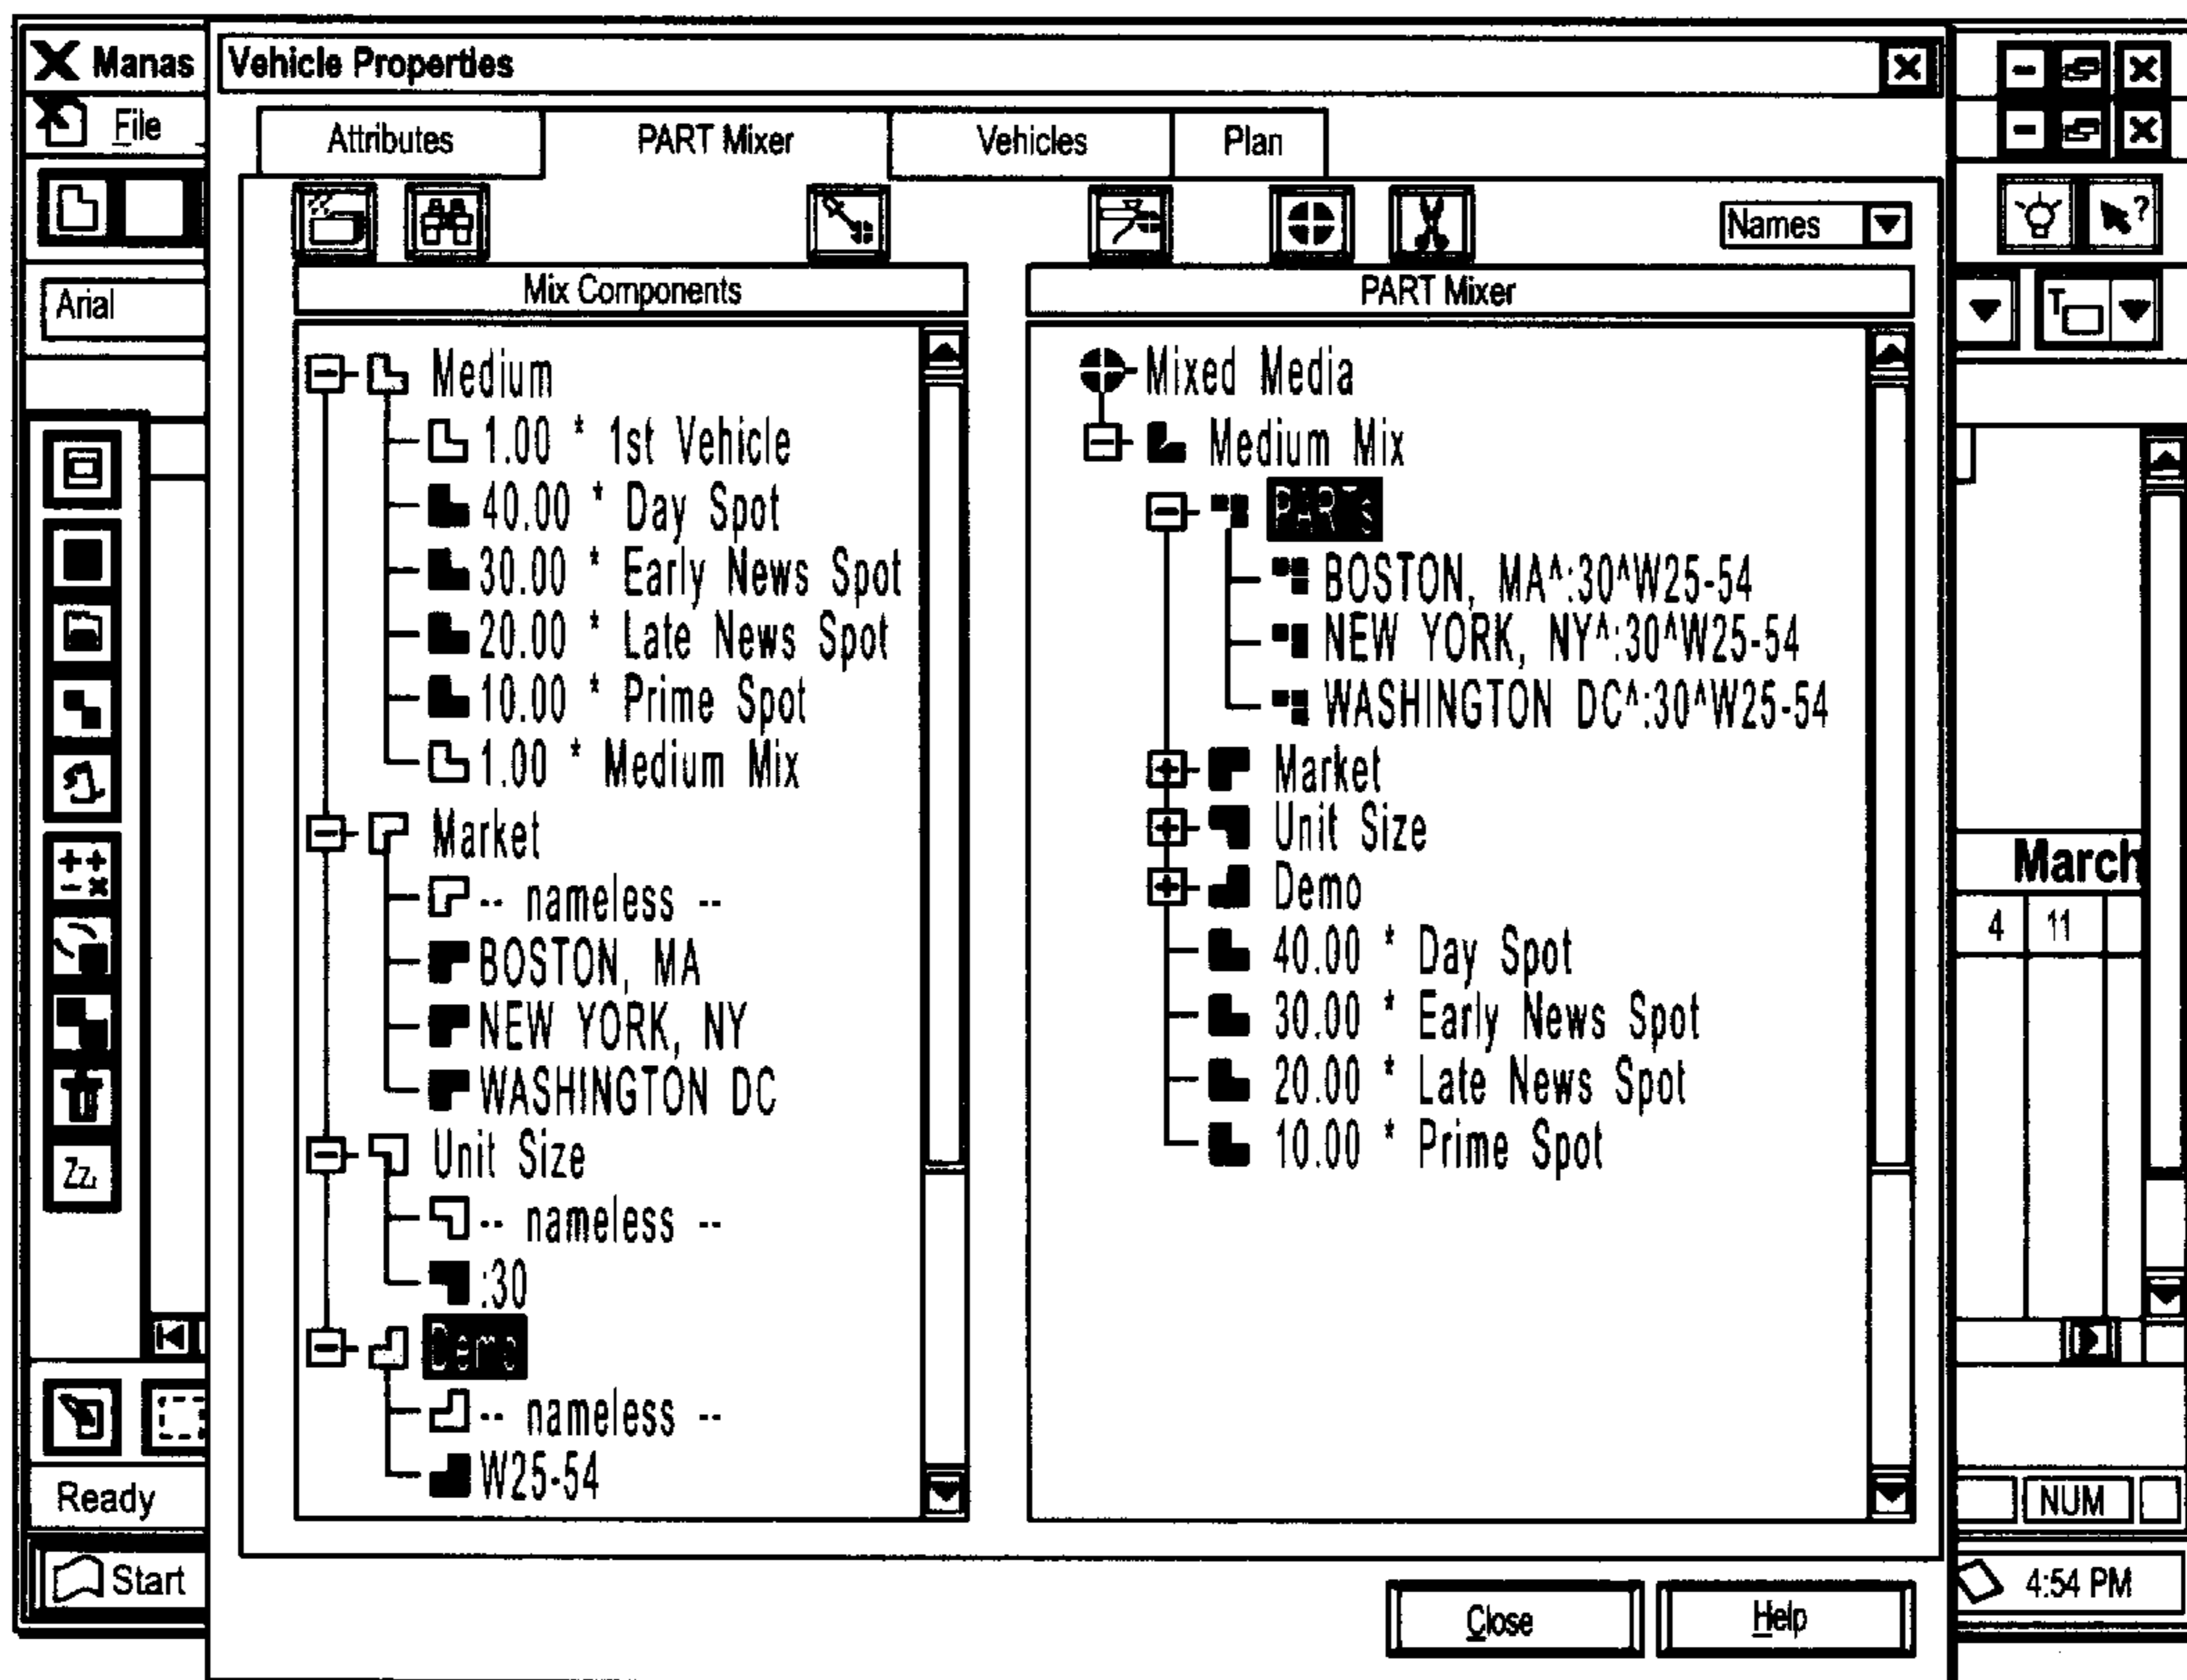 Manas
Vehicle Properties
File
Attributes
PART Mixer
Vehicles
Plan
Names
Arial
Mix Components
PART Mixer
Medium
1.00 * 1st Vehicle
40.00 * Day Spot
30.00 * Early News Spot
20.00 * Late News Spot
10.00 * Prime Spot
1.00 * Medium Mix
Market
-- nameless --
BOSTON, MA
NEW YORK, NY
WASHINGTON DC
Unit Size
-- nameless --
:30
Demo
-- nameless --
W25-54
Mixed Media
Medium Mix
PARTs
BOSTON, MA^:30^W25-54
NEW YORK, NY^:30^W25-54
WASHINGTON DC^:30^W25-54
Market
Unit Size
Demo
40.00 * Day Spot
30.00 * Early News Spot
20.00 * Late News Spot
10.00 * Prime Spot
March
4 11
Zz
Ready
NUM
Start
4:54 PM
Close
Help